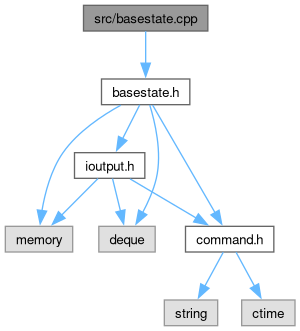 src/basestate.cpp
basestate.h
ioutput.h
memory
deque
command.h
string
ctime